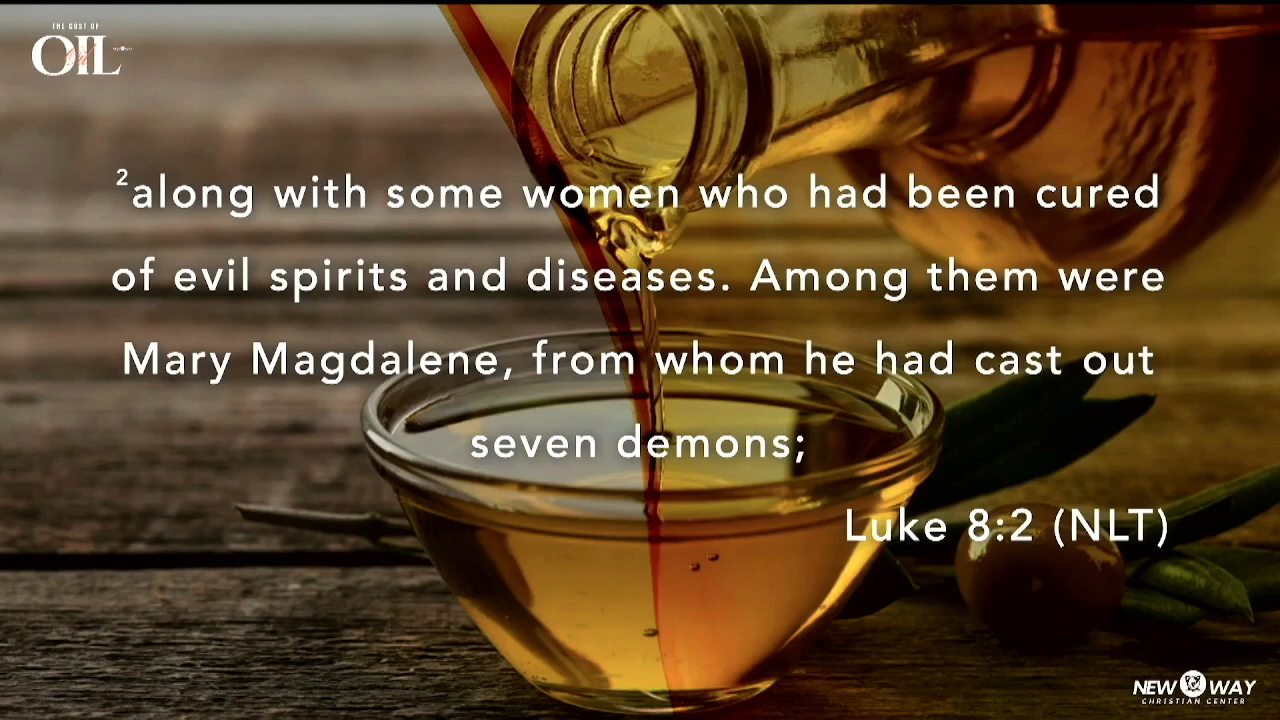 THE COST OF
OIL
²along with some women who had been cured
of evil spirits and diseases. Among them were
Mary Magdalene, from whom he had cast out
seven demons;
Luke 8:2 (NLT)
NEW WAY
CHRISTIAN CENTER